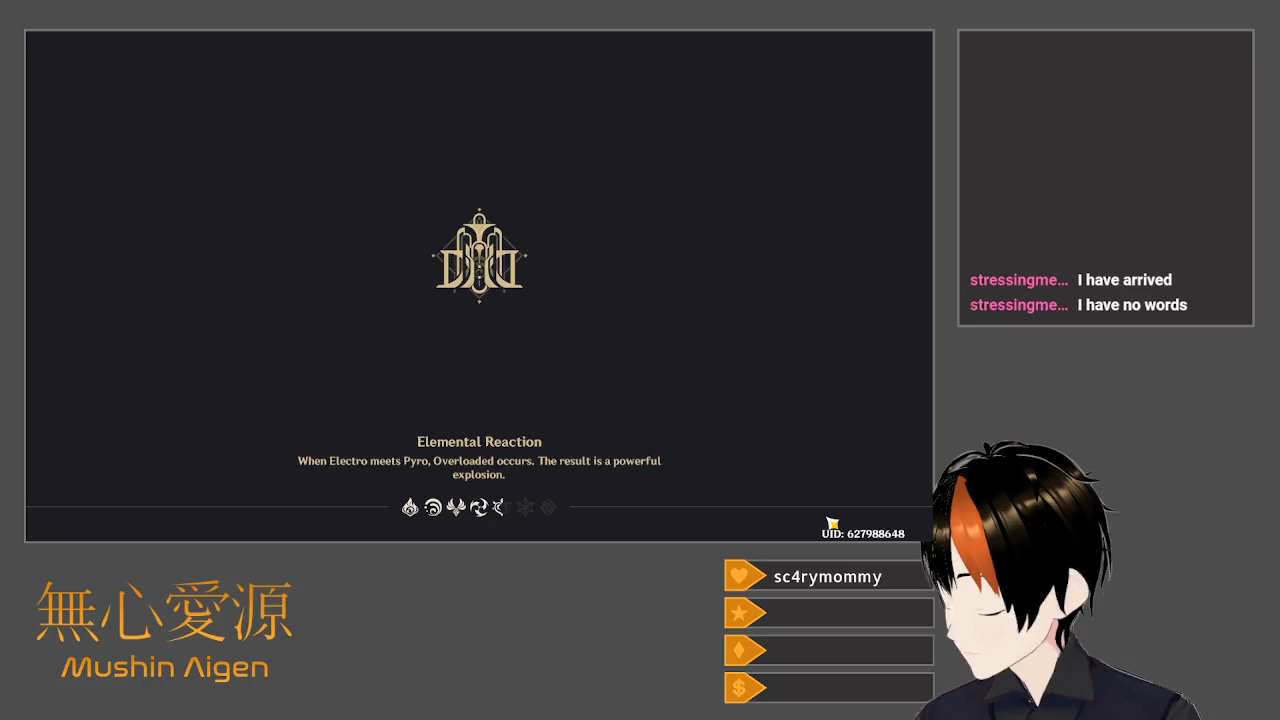 stressingme... I have arrived
stressingme... I have no words
Elemental Reaction
When Electro meets Pyro, Overloaded occurs. The result is a powerful
explosion.
UID: 627988648
sc4rymommy
無心愛源
Mushin Aigen